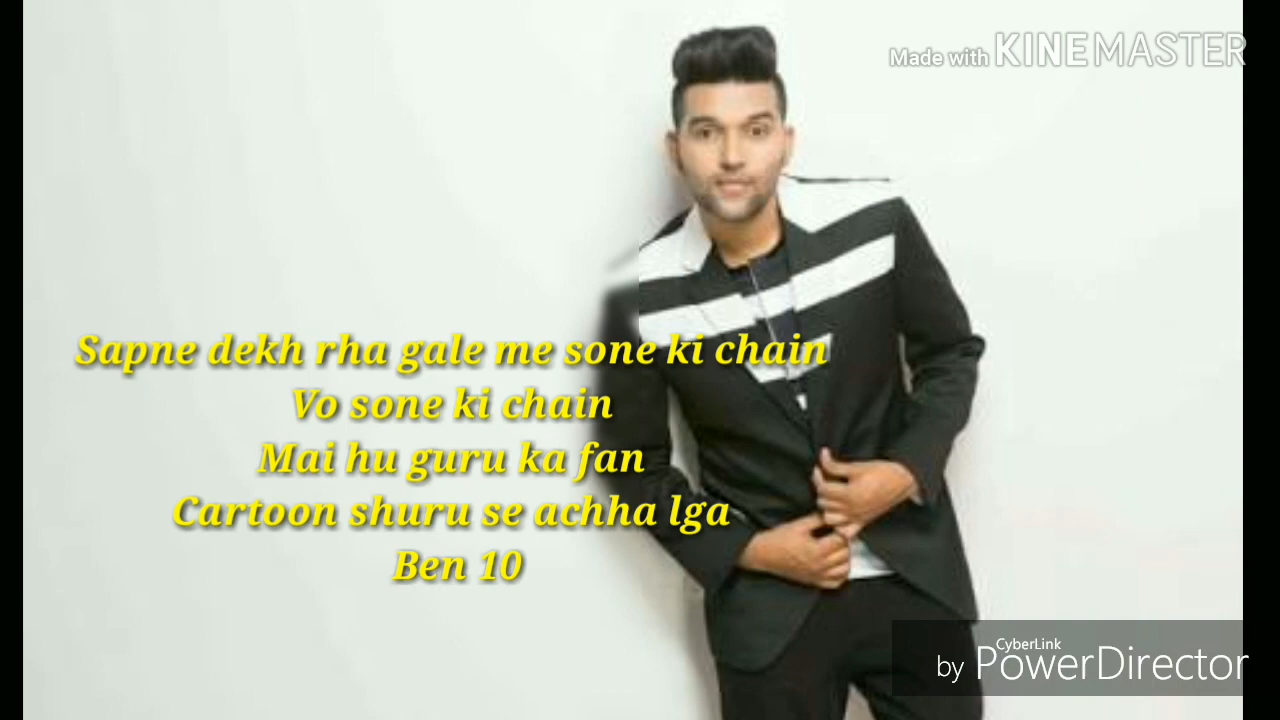 Made with KINEMASTER
Sapne dekh rha gale me sone ki chain
Vo sone ki chain
Mai hu guru ka fan
Cartoon shuru se achha lga
Ben 10
CyberLink
by PowerDirector